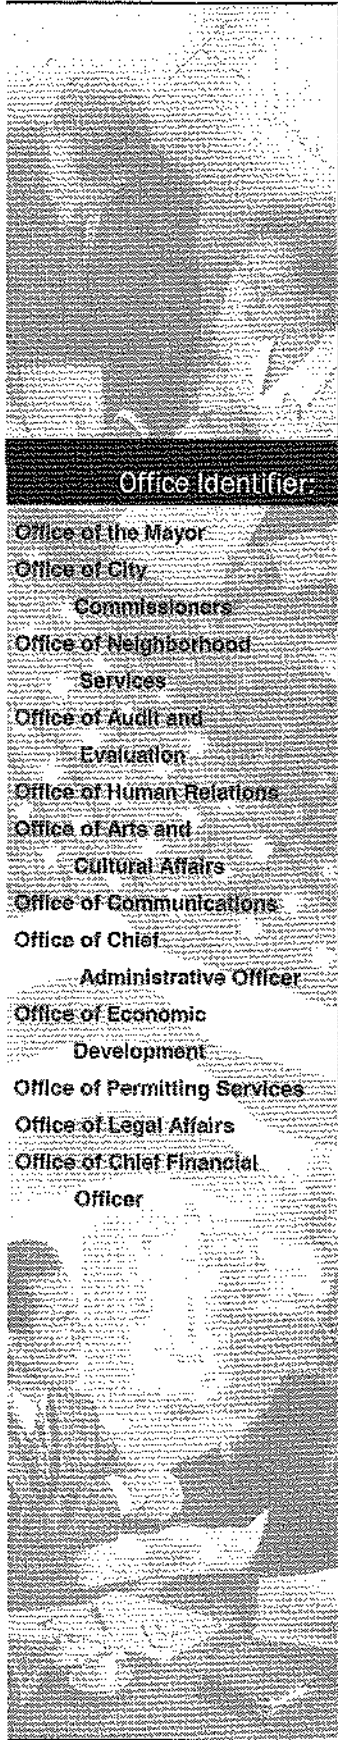 Office Identifier:
Office of the Mayor
Office of City
Commissioners
Office of Neighborhood
Services
Office of Audit and
Evaluation
Office of Human Relations
Office of Arts and
Cultural Affairs
Office of Communications
Office of Chief
Administrative Officer
Office of Economic
Development
Office of Permitting Services
Office of Legal Affairs
Office of Chief Financial
Officer